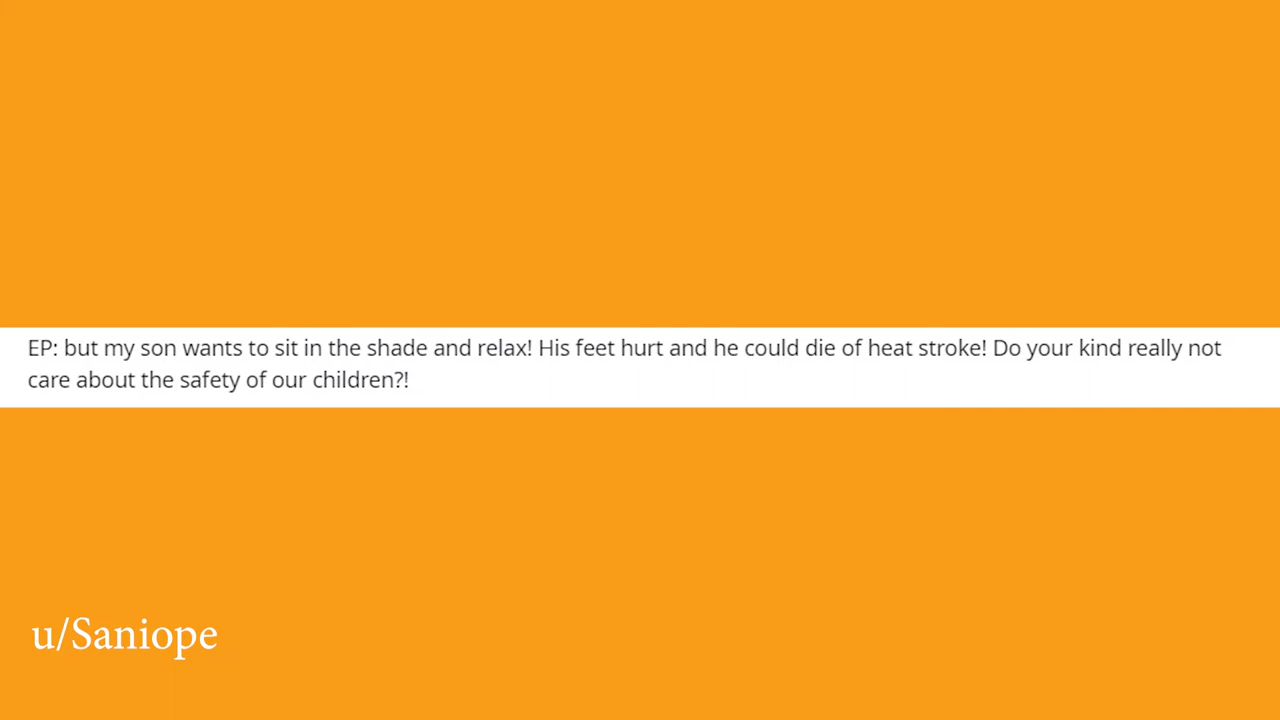 EP: but my son wants to sit in the shade and relax! His feet hurt and he could die of heat stroke! Do your kind really not
care about the safety of our children?!
u/Saniope